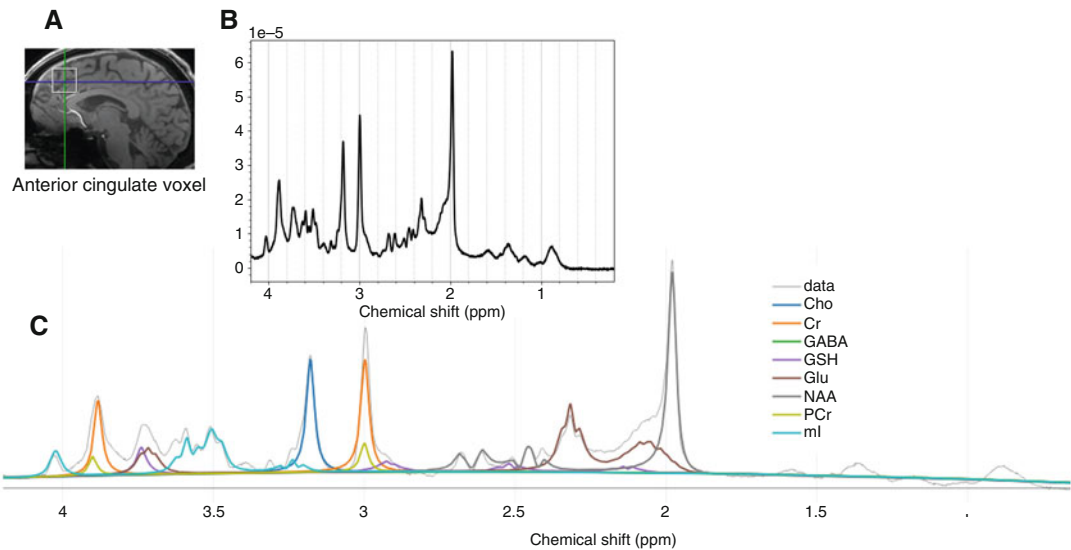 A
Anterior cingulate voxel
B
1e–5
6
5
4
3
2
1
0
4 3 2 1
Chemical shift (ppm)
C
data
Cho
Cr
GABA
GSH
Glu
NAA
PCr
mI
4 3.5 3 2.5 2 1.5 .
Chemical shift (ppm)